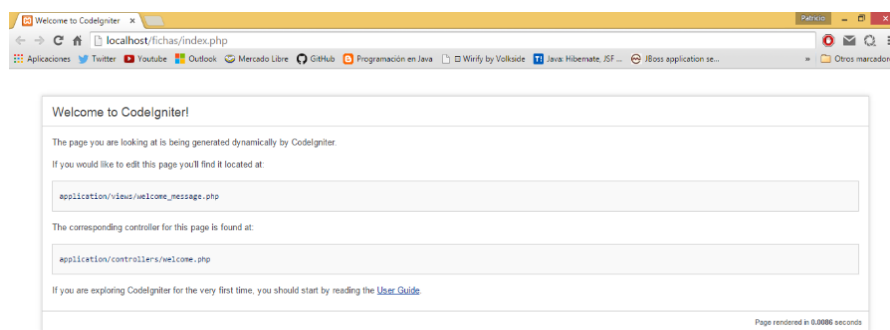 Welcome to CodeIgniter
Patricio
localhost/fichas/index.php
Aplicaciones Twitter Youtube Outlook Mercado Libre GitHub Programación en Java Wirify by Volkside Java: Hibernate, JSF ... JBoss application se... » Otros marcadore
Welcome to CodeIgniter!
The page you are looking at is being generated dynamically by CodeIgniter.
If you would like to edit this page you'll find it located at:
application/views/welcome_message.php
The corresponding controller for this page is found at:
application/controllers/welcome.php
If you are exploring CodeIgniter for the very first time, you should start by reading the User Guide.
Page rendered in 0.0086 seconds